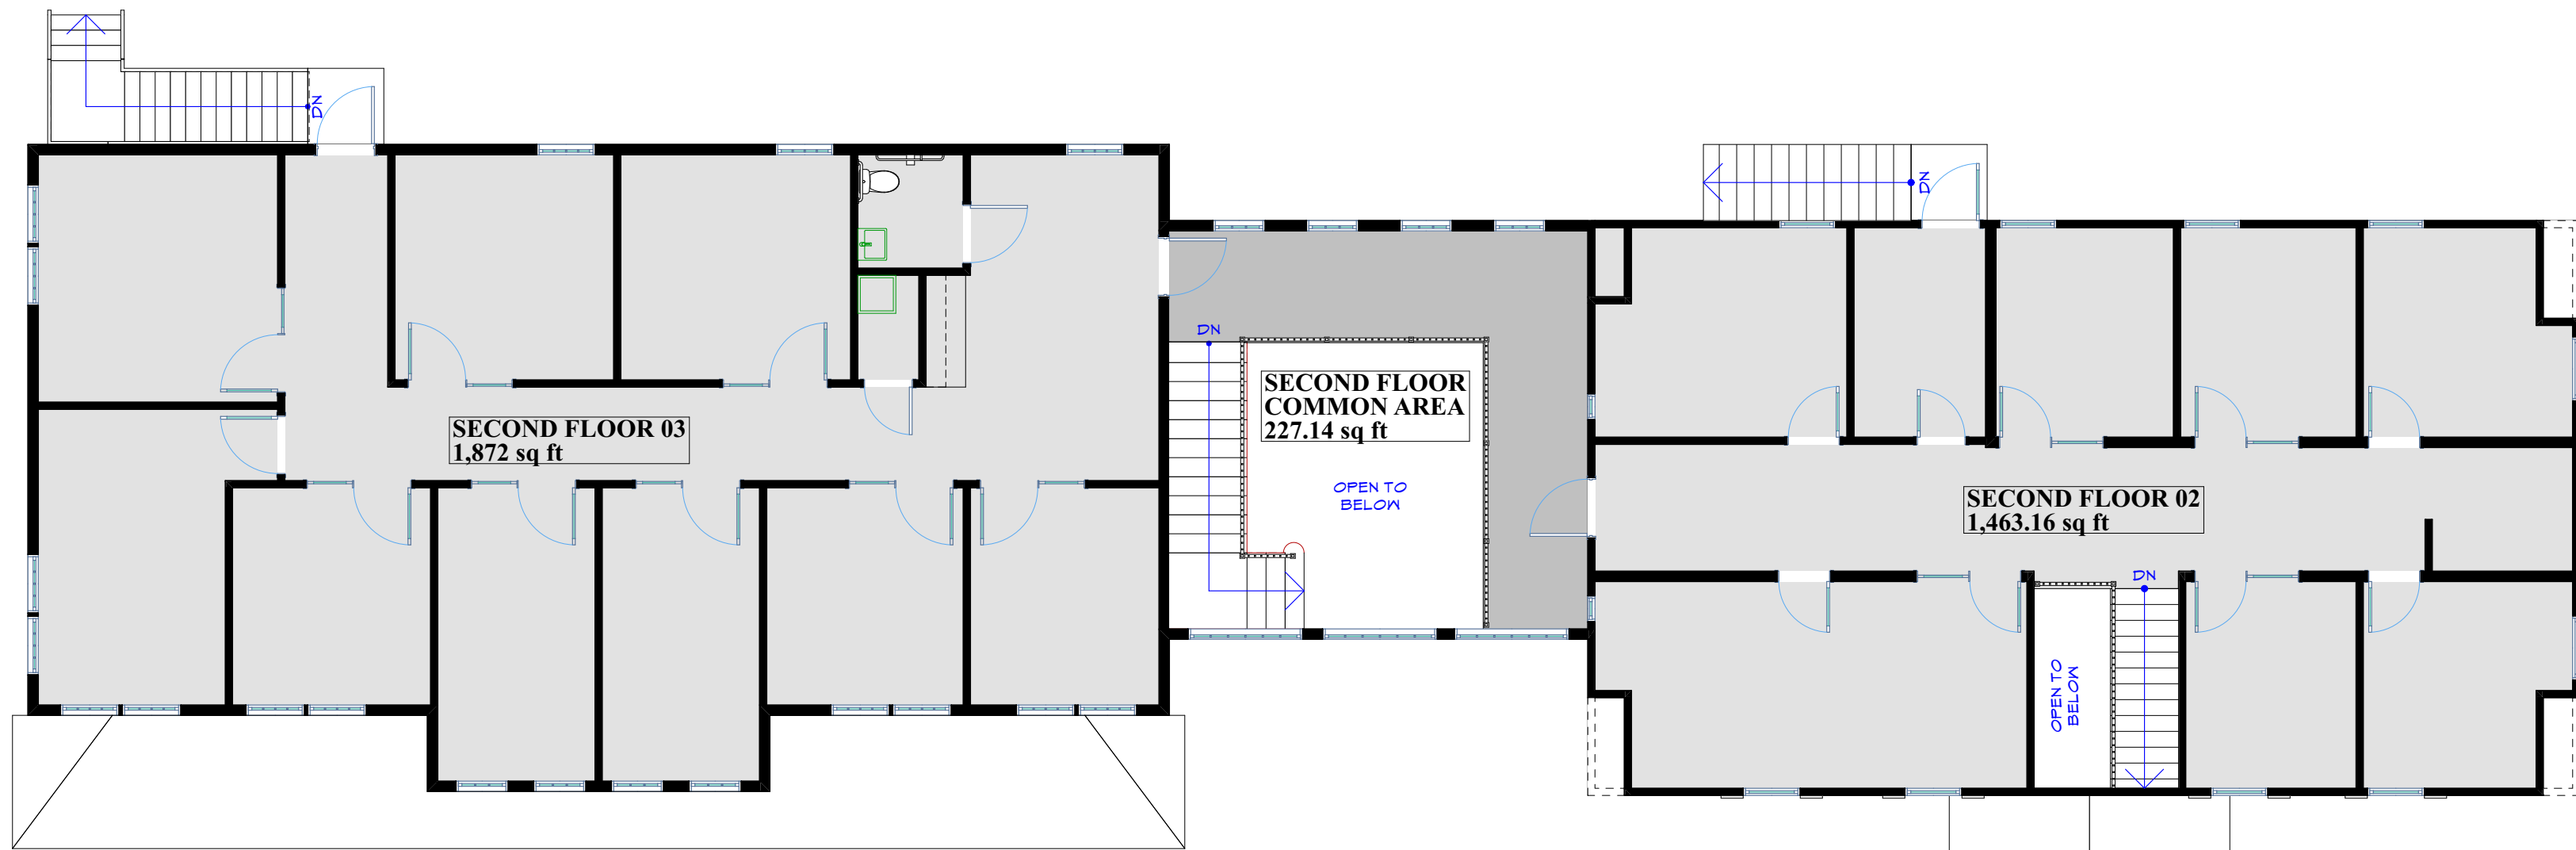 DN
DN
DN
SECOND FLOOR
COMMON AREA
227.14 sq ft
SECOND FLOOR 03
1,872 sq ft
OPEN TO
BELOW
SECOND FLOOR 02
1,463.16 sq ft
DN
OPEN TO
BELOW